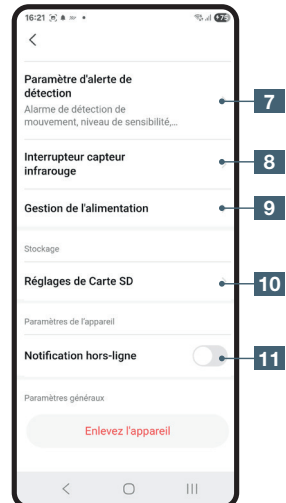 16:21
73
Paramètre d'alerte de
détection
Alarme de détection de
mouvement, niveau de sensibilité,...
7
Interrupteur capteur
infrarouge
8
Gestion de l'alimentation
9
Stockage
Réglages de Carte SD
10
Paramètres de l'appareil
Notification hors-ligne
11
Paramètres généraux
Enlevez l'appareil